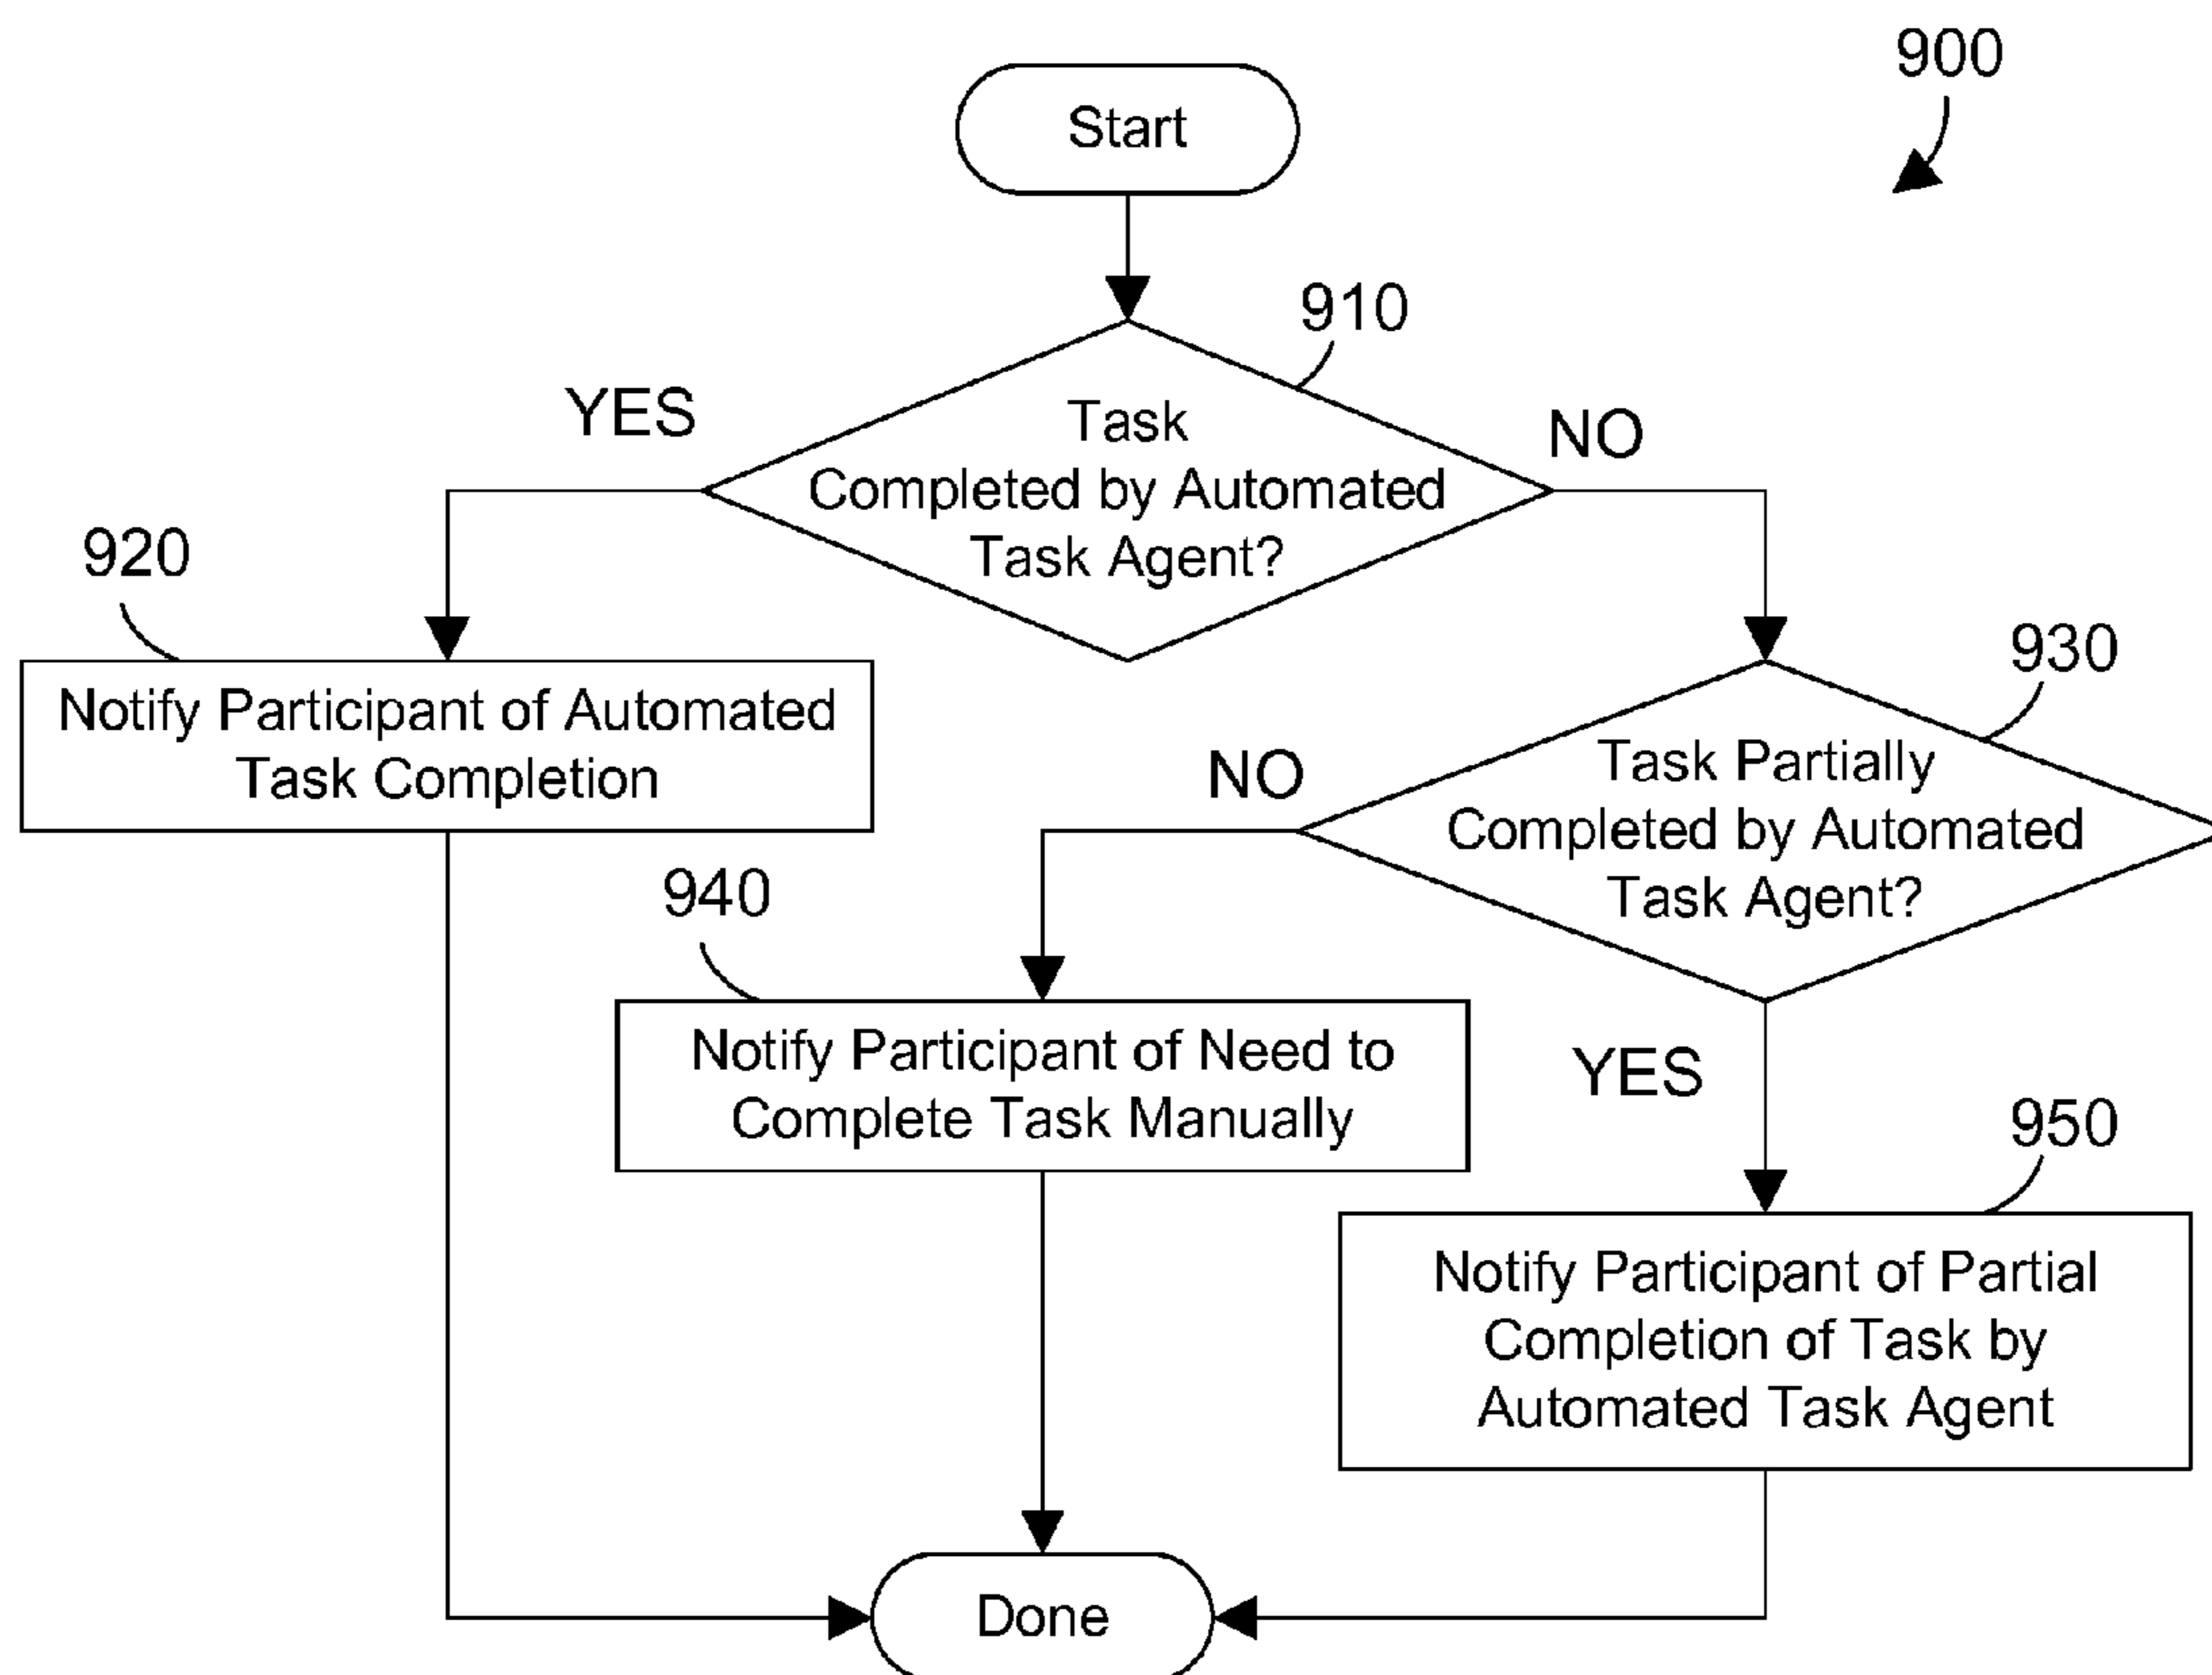 900
Start
910
YES
NO
Task
Completed by Automated
Task Agent?
920
930
Notify Participant of Automated
Task Completion
NO
Task Partially
Completed by Automated
Task Agent?
940
Notify Participant of Need to
Complete Task Manually
YES
950
Notify Participant of Partial
Completion of Task by
Automated Task Agent
Done